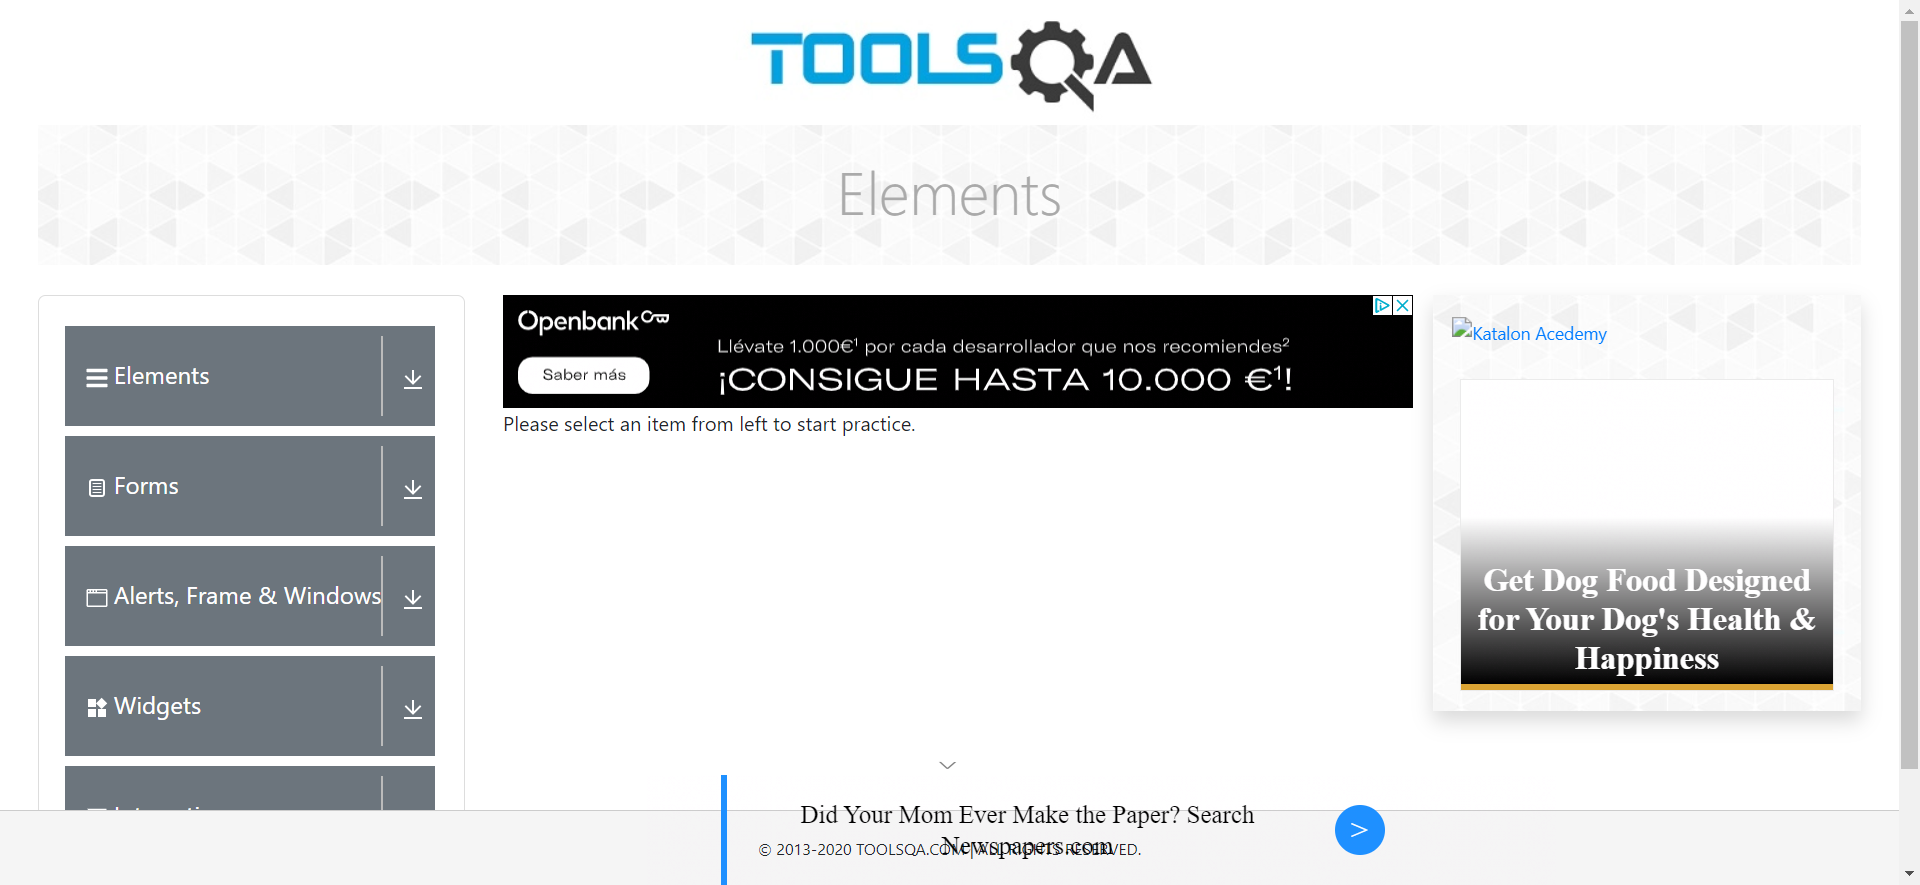 TOOLSQA
Elements
Elements
Forms
Alerts, Frame & Windows
Widgets
Openbank
Saber más
Llévate 1.000€¹ por cada desarrollador que nos recomiendes²
¡CONSIGUE HASTA 10.000 €¹!
Please select an item from left to start practice.
Katalon Acedemy
Get Dog Food Designed
for Your Dog's Health &
Happiness
Did Your Mom Ever Make the Paper? Search
Newspapers.com
© 2013-2020 TOOLSQA.COM | ALL RIGHTS RESERVED.